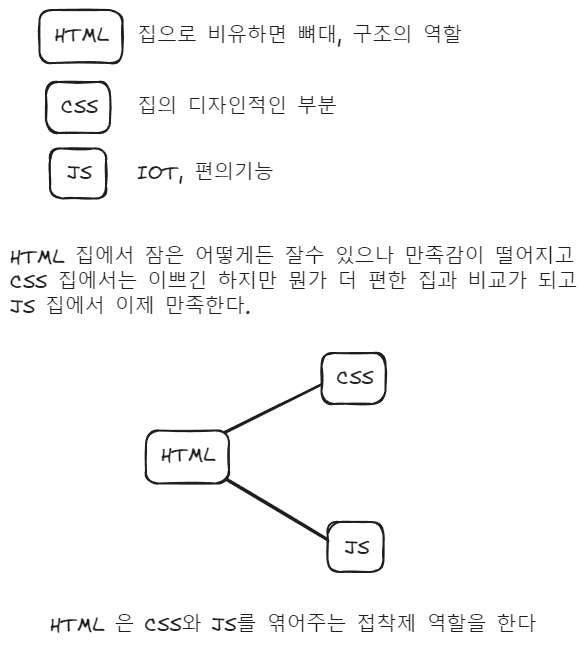 HTML 집으로 비유하면 뼈대, 구조의 역할
CSS 집의 디자인적인 부분
JS IOT, 편의기능
HTML 집에서 잠은 어떻게든 잘수 있으나 만족감이 떨어지고
CSS 집에서는 이쁘긴 하지만 뭔가 더 편한 집과 비교가 되고
JS 집에서 이제 만족한다.
CSS
HTML
JS
HTML 은 CSS와 JS를 엮어주는 접착제 역할을 한다